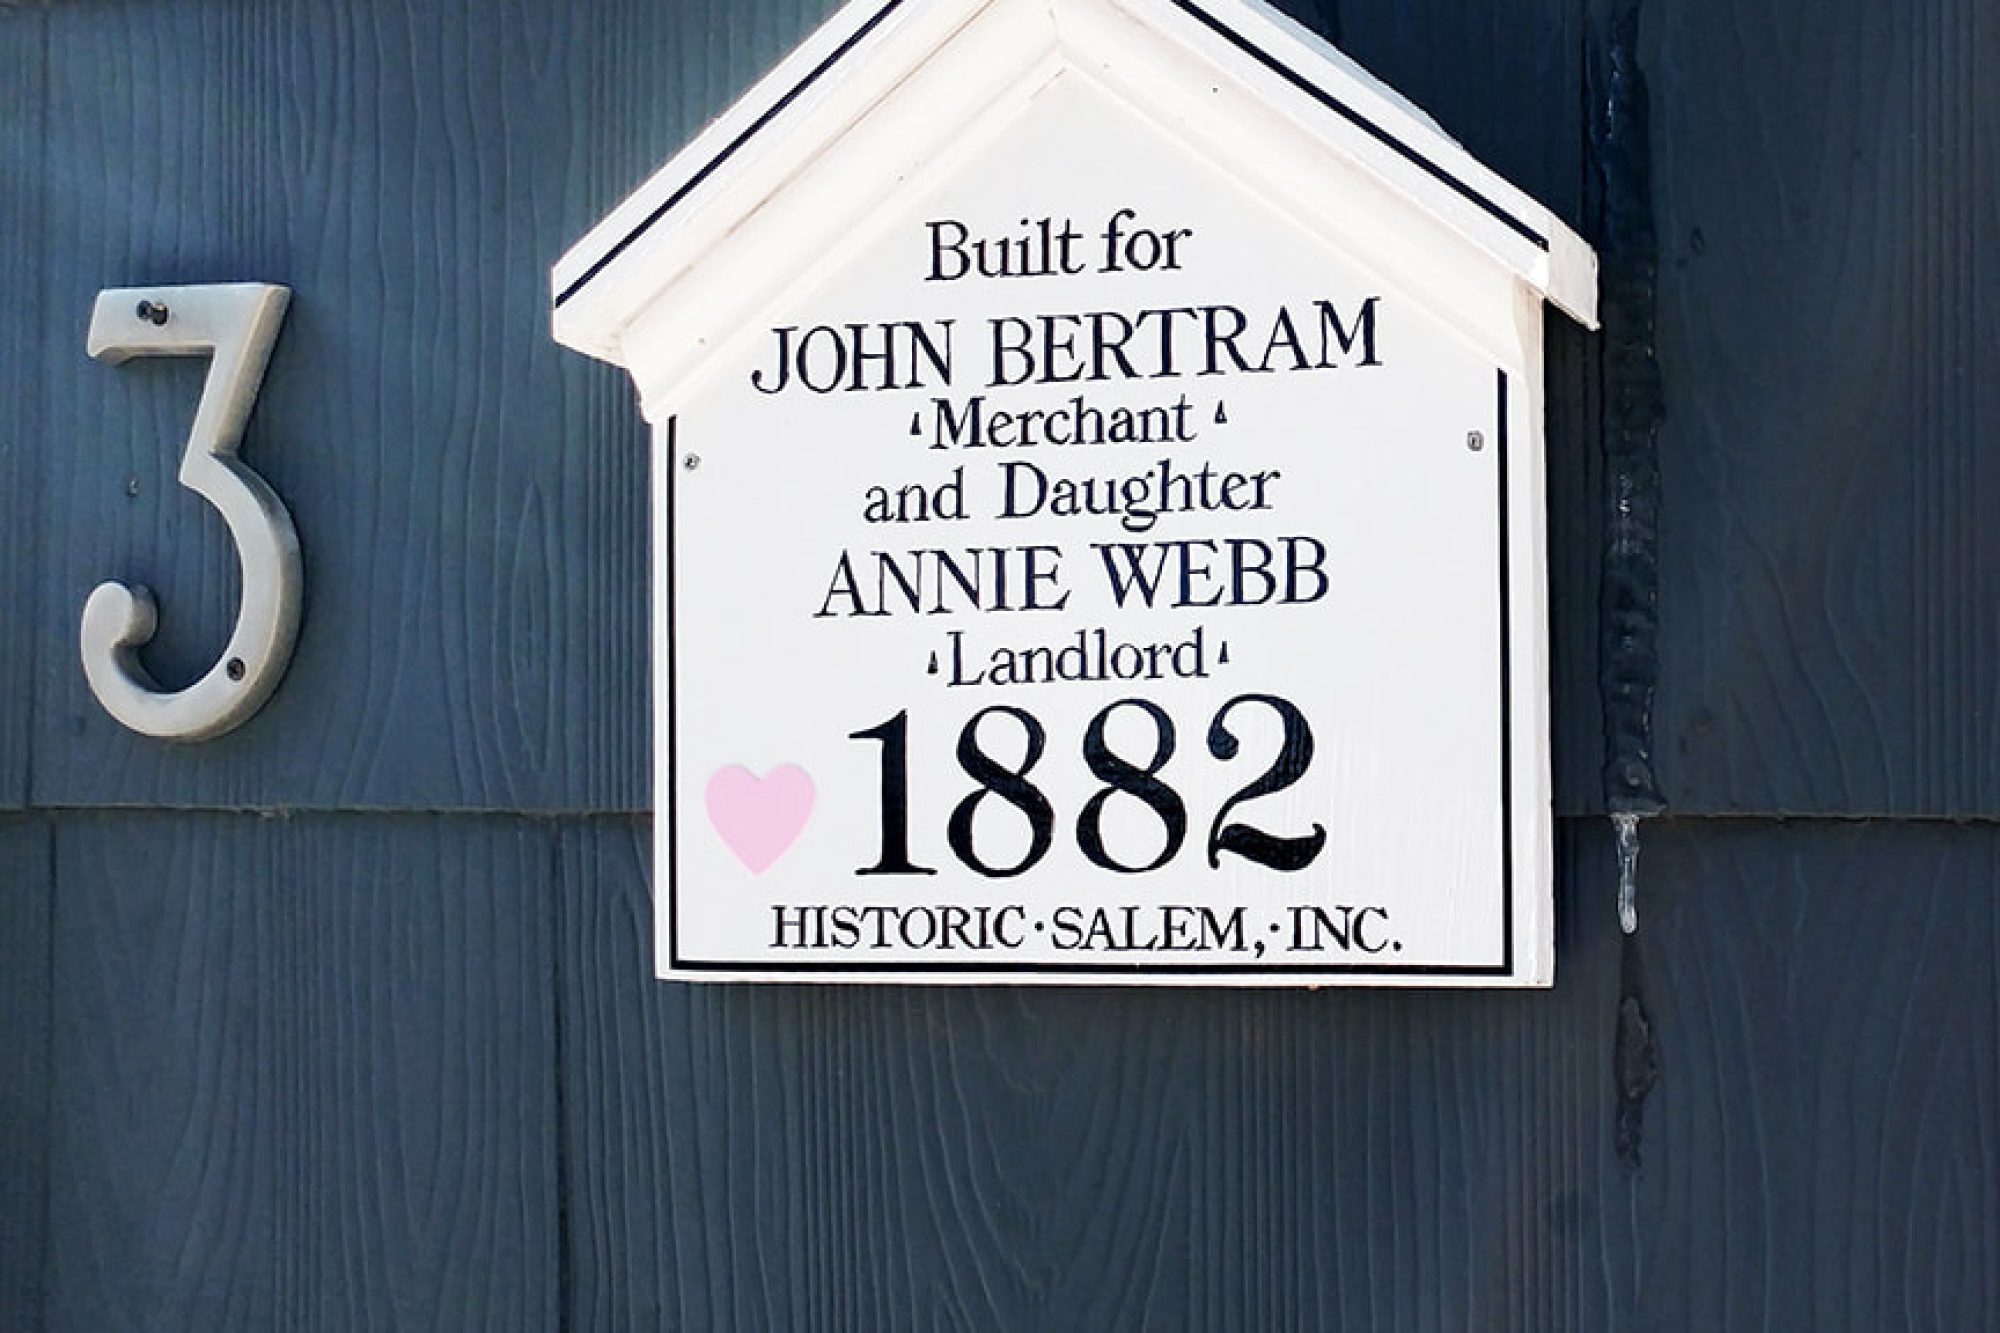 3
Built for
JOHN BERTRAM
Merchant
and Daughter
ANNIE WEBB
Landlord
1882
HISTORIC·SALEM,·INC.